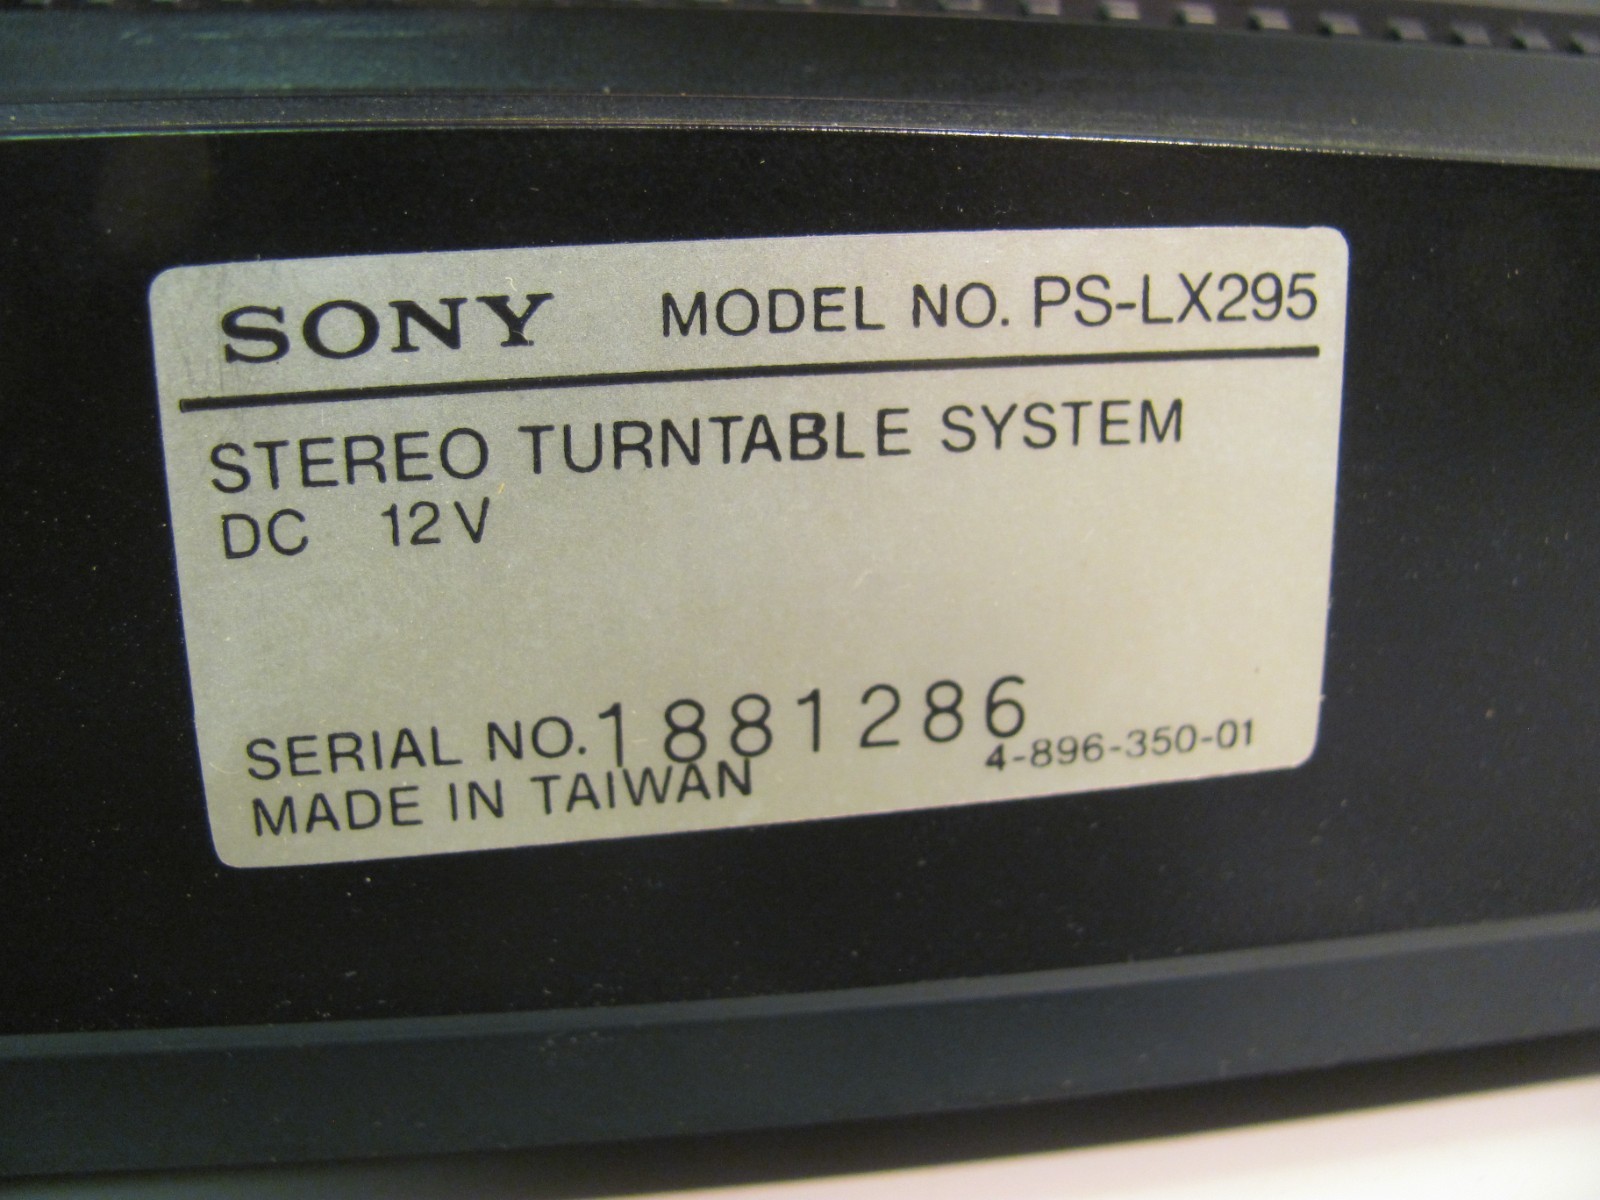 SONY MODEL NO. PS-LX295
STEREO TURNTABLE SYSTEM
DC 12V
SERIAL NO. 1881286
4-896-350-01
MADE IN TAIWAN